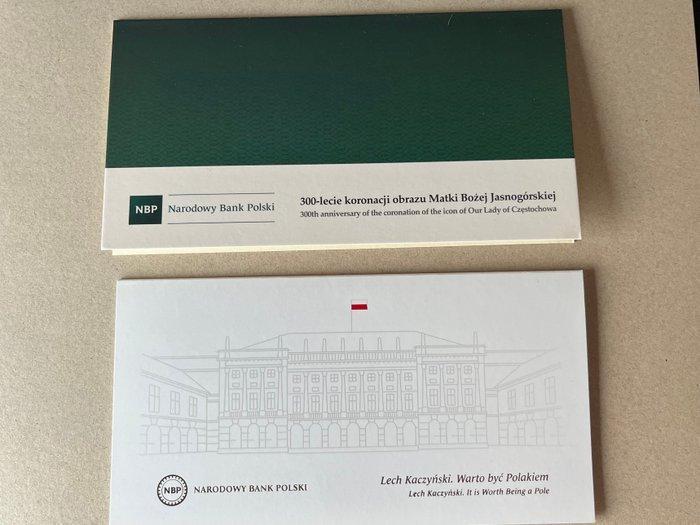 NBP Narodowy Bank Polski
300-lecie koronacji obrazu Matki Bożej Jasnogórskiej
300th anniversary of the coronation of the icon of Our Lady of Częstochowa
NBP NARODOWY BANK POLSKI
Lech Kaczyński. Warto być Polakiem
Lech Kaczyński. It is Worth Being a Pole